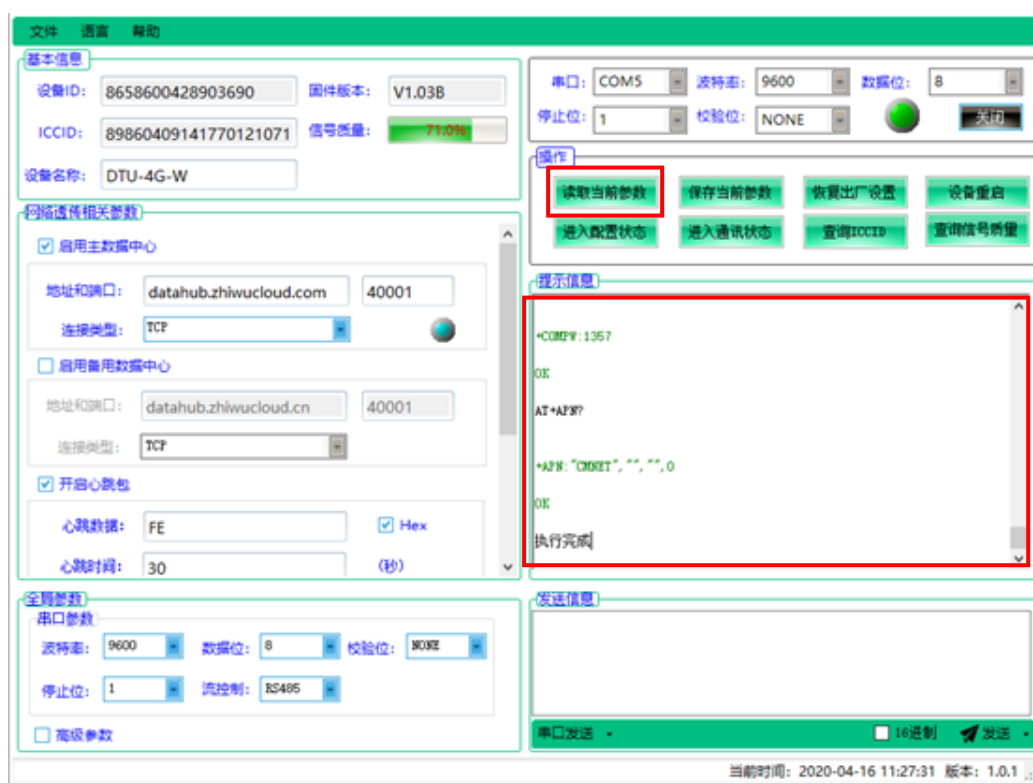 文件 语言 帮助
基本信息
设备ID: 8658600428903690 固件版本: V1.03B
ICCID: 89860409141770121071 信号质量: 71.0%
设备名称: DTU-4G-W
网络透传相关参数
启用主数据中心
地址和端口: datahub.zhiwucloud.com 40001
连接类型: TCP
启用备用数据中心
地址和端口: datahub.zhiwucloud.cn 40001
连接类型: TCP
开启心跳包
心跳数据: FE Hex
心跳时间: 30 (秒)
全局参数
串口参数
波特率: 9600 数据位: 8 校验位: NONE
停止位: 1 流控制: RS485
高级参数
串口: COM5 波特率: 9600 数据位: 8
停止位: 1 校验位: NONE 关闭
操作
读取当前参数 保存当前参数 恢复出厂设置 设备重启
进入配置状态 进入通讯状态 查询ICCID 查询信号质量
提示信息
+COMPW:1357
OK
AT+APN?
+APN:"CMNET","","",0
OK
执行完成
发送信息
串口发送 16进制 发送
当前时间: 2020-04-16 11:27:31 版本: 1.0.1